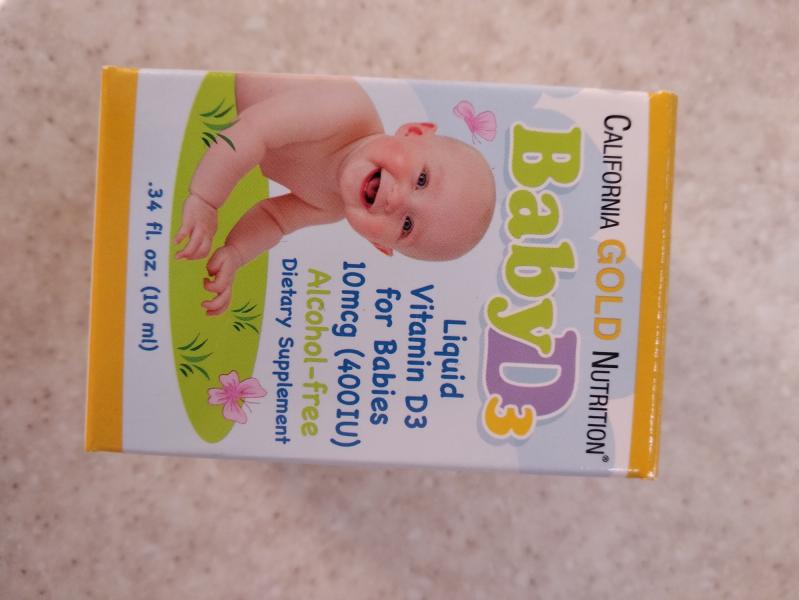 CALIFORNIA GOLD NUTRITION®
BabyD3
Liquid
Vitamin D3
for Babies
10mcg (400IU)
Alcohol-free
Dietary Supplement
.34 fl. oz. (10 ml)